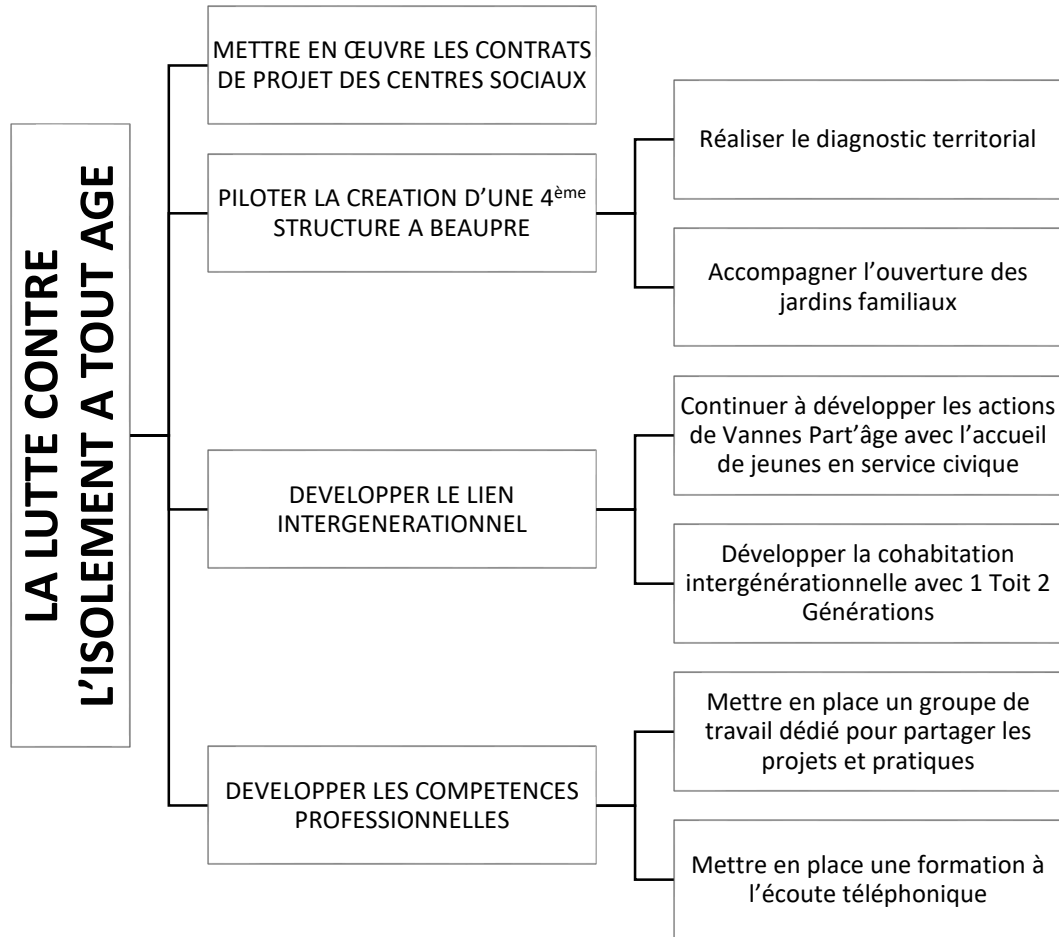 LA LUTTE CONTRE
L'ISOLEMENT A TOUT AGE
METTRE EN ŒUVRE LES CONTRATS
DE PROJET DES CENTRES SOCIAUX
PILOTER LA CREATION D'UNE 4ème
STRUCTURE A BEAUPRE
Réaliser le diagnostic territorial
Accompagner l'ouverture des
jardins familiaux
DEVELOPPER LE LIEN
INTERGENERATIONNEL
Continuer à développer les actions
de Vannes Part'âge avec l'accueil
de jeunes en service civique
Développer la cohabitation
intergénérationnelle avec 1 Toit 2
Générations
DEVELOPPER LES COMPETENCES
PROFESSIONNELLES
Mettre en place un groupe de
travail dédié pour partager les
projets et pratiques
Mettre en place une formation à
l'écoute téléphonique